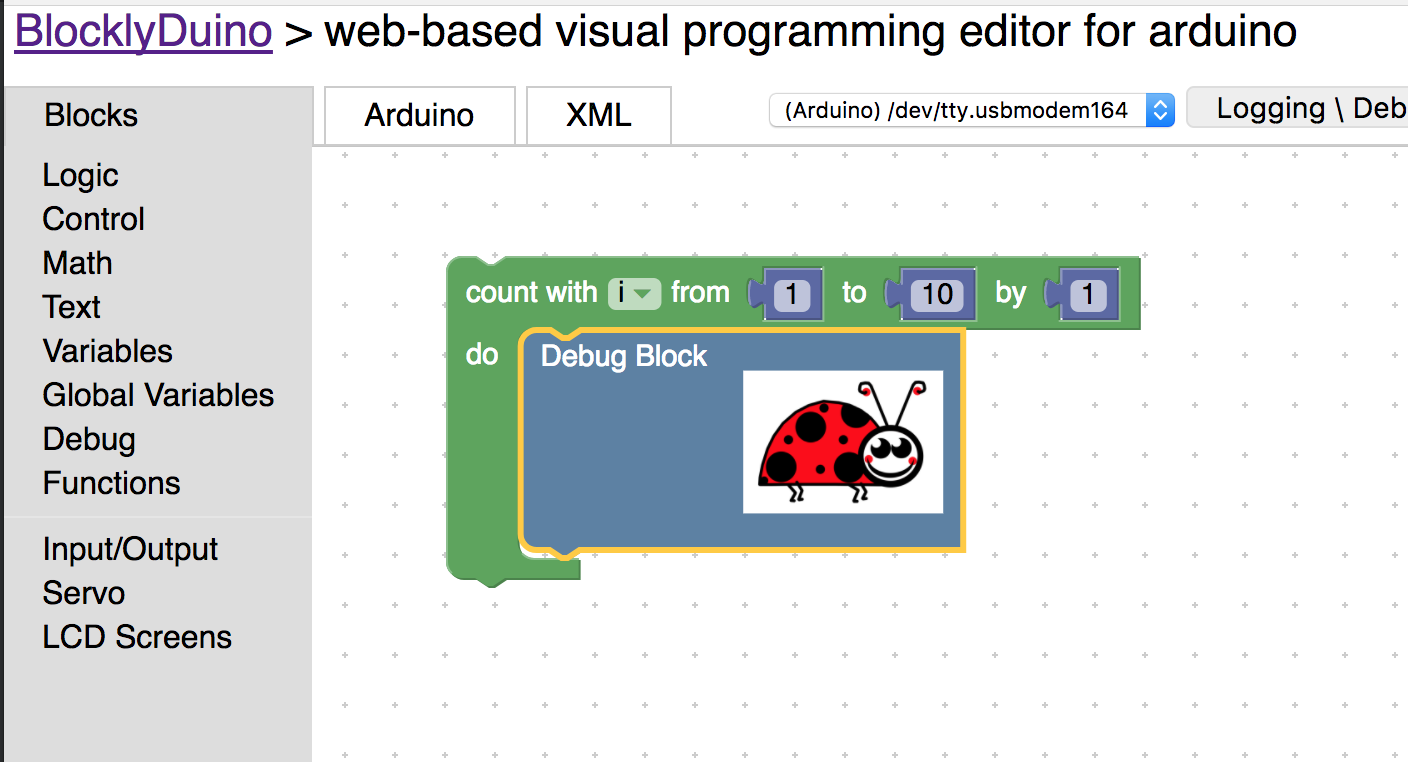 BlocklyDuino > web-based visual programming editor for arduino
Blocks
Arduino
XML
(Arduino) /dev/tty.usbmodem164
Logging \ Deb
Logic
Control
Math
Text
Variables
Global Variables
Debug
Functions
Input/Output
Servo
LCD Screens
count with i from 1 to 10 by 1
do Debug Block